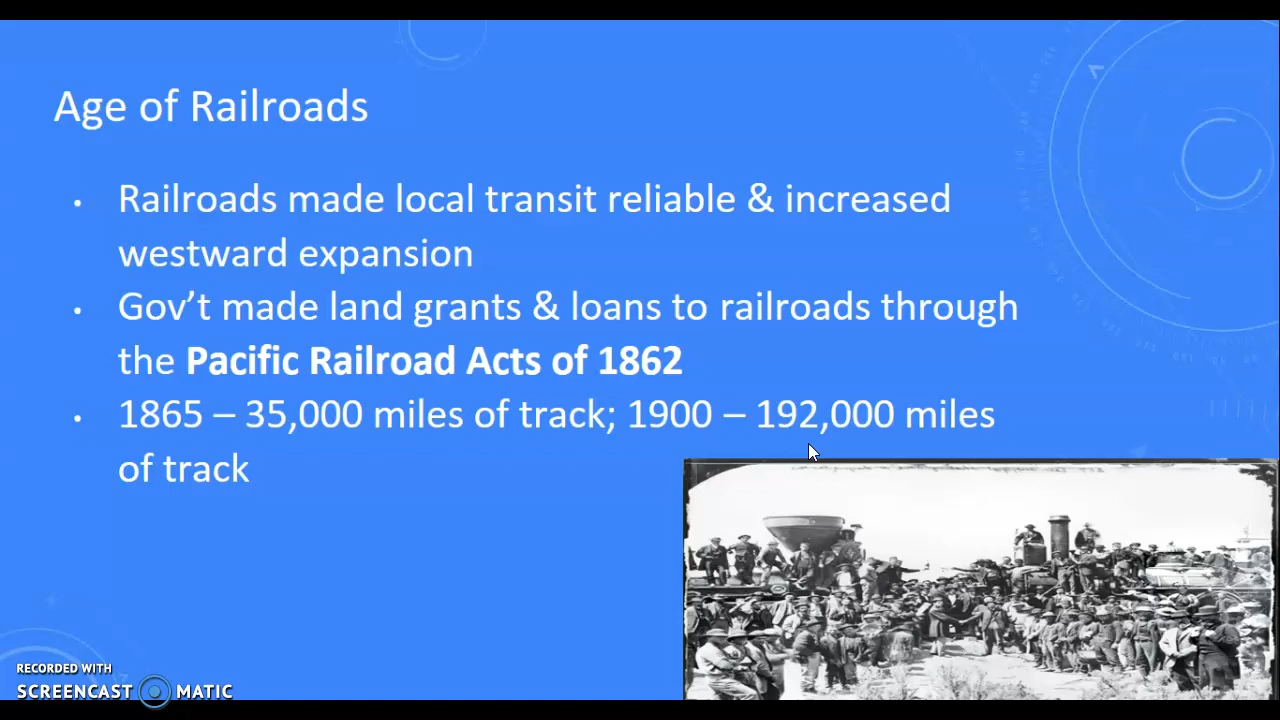 Age of Railroads
• Railroads made local transit reliable & increased
westward expansion
• Gov’t made land grants & loans to railroads through
the Pacific Railroad Acts of 1862
• 1865 – 35,000 miles of track; 1900 – 192,000 miles
of track
RECORDED WITH
SCREENCAST MATIC